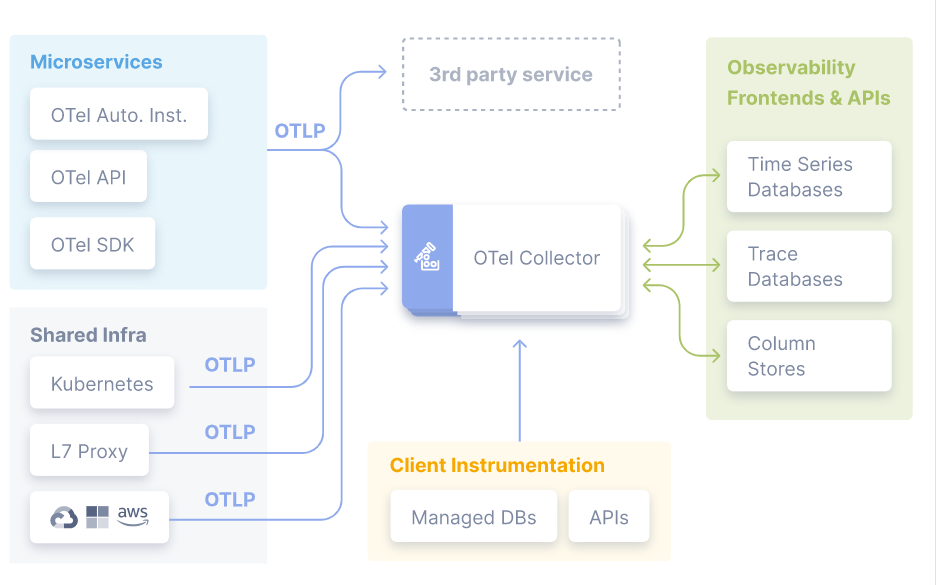 Microservices
OTel Auto. Inst.
OTel API
OTel SDK
OTLP
3rd party service
Observability
Frontends & APIs
Time Series
Databases
Trace
Databases
Column
Stores
OTel Collector
Shared Infra
Kubernetes
OTLP
L7 Proxy
OTLP
aws
OTLP
Client Instrumentation
Managed DBs
APIs